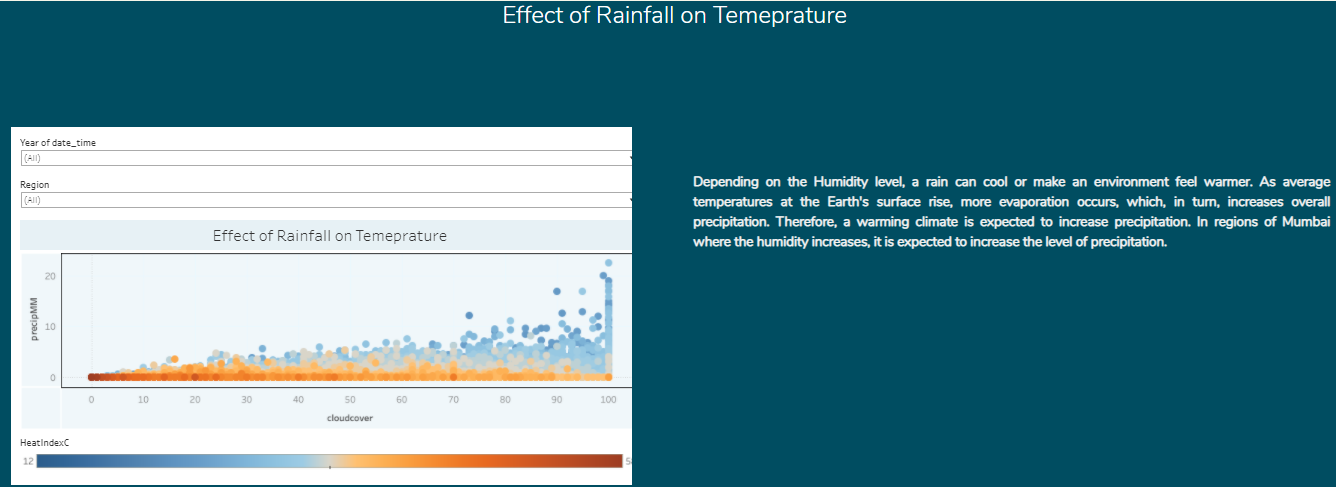 Effect of Rainfall on Temeprature
Year of date_time
(All)
Region
(All)
Effect of Rainfall on Temeprature
precipMM
20
10
0
0 10 20 30 40 50 60 70 80 90 100
cloudcover
HeatIndexC
12
Depending on the Humidity level, a rain can cool or make an environment feel warmer. As average
temperatures at the Earth's surface rise, more evaporation occurs, which, in turn, increases overall
precipitation. Therefore, a warming climate is expected to increase precipitation. In regions of Mumbai
where the humidity increases, it is expected to increase the level of precipitation.